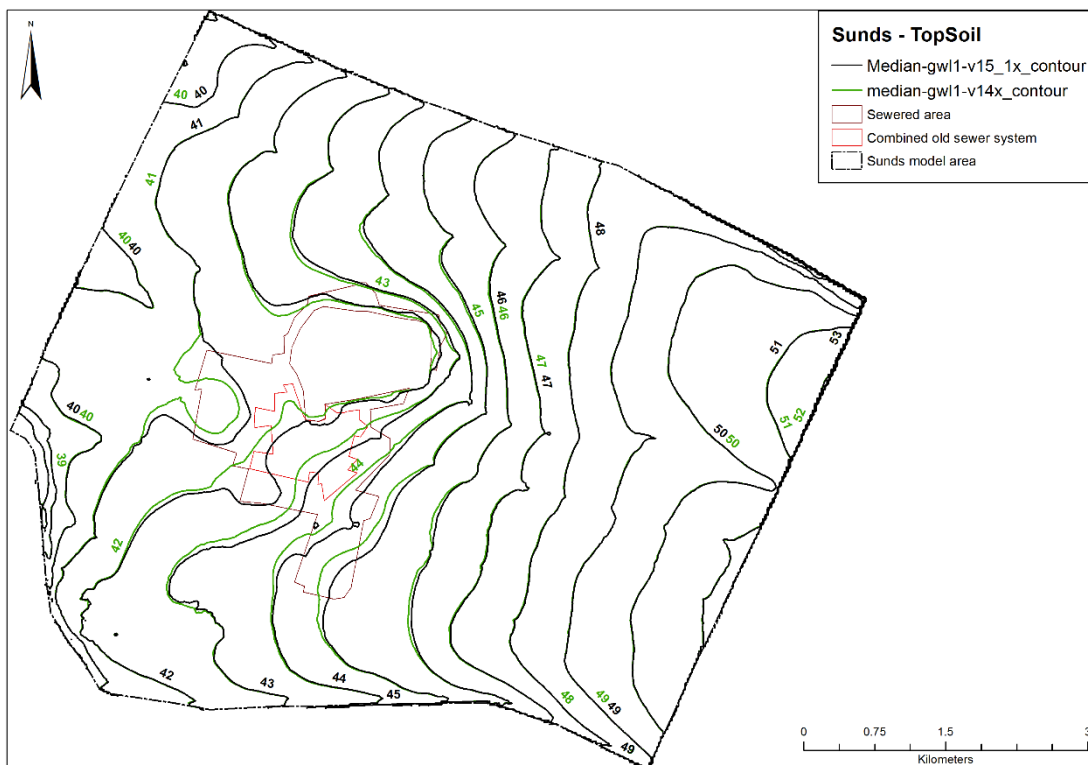 N
Sunds - TopSoil
Median-gwl1-v15_1x_contour
median-gwl1-v14x_contour
Sewered area
Combined old sewer system
Sunds model area
40 40
41
41
40 40
48
43
45
46 46
47 47
51
53
51 52
50 50
40 40
39
44
42
42
43
44
45
48
49 49
49
0 0.75 1.5 3
Kilometers